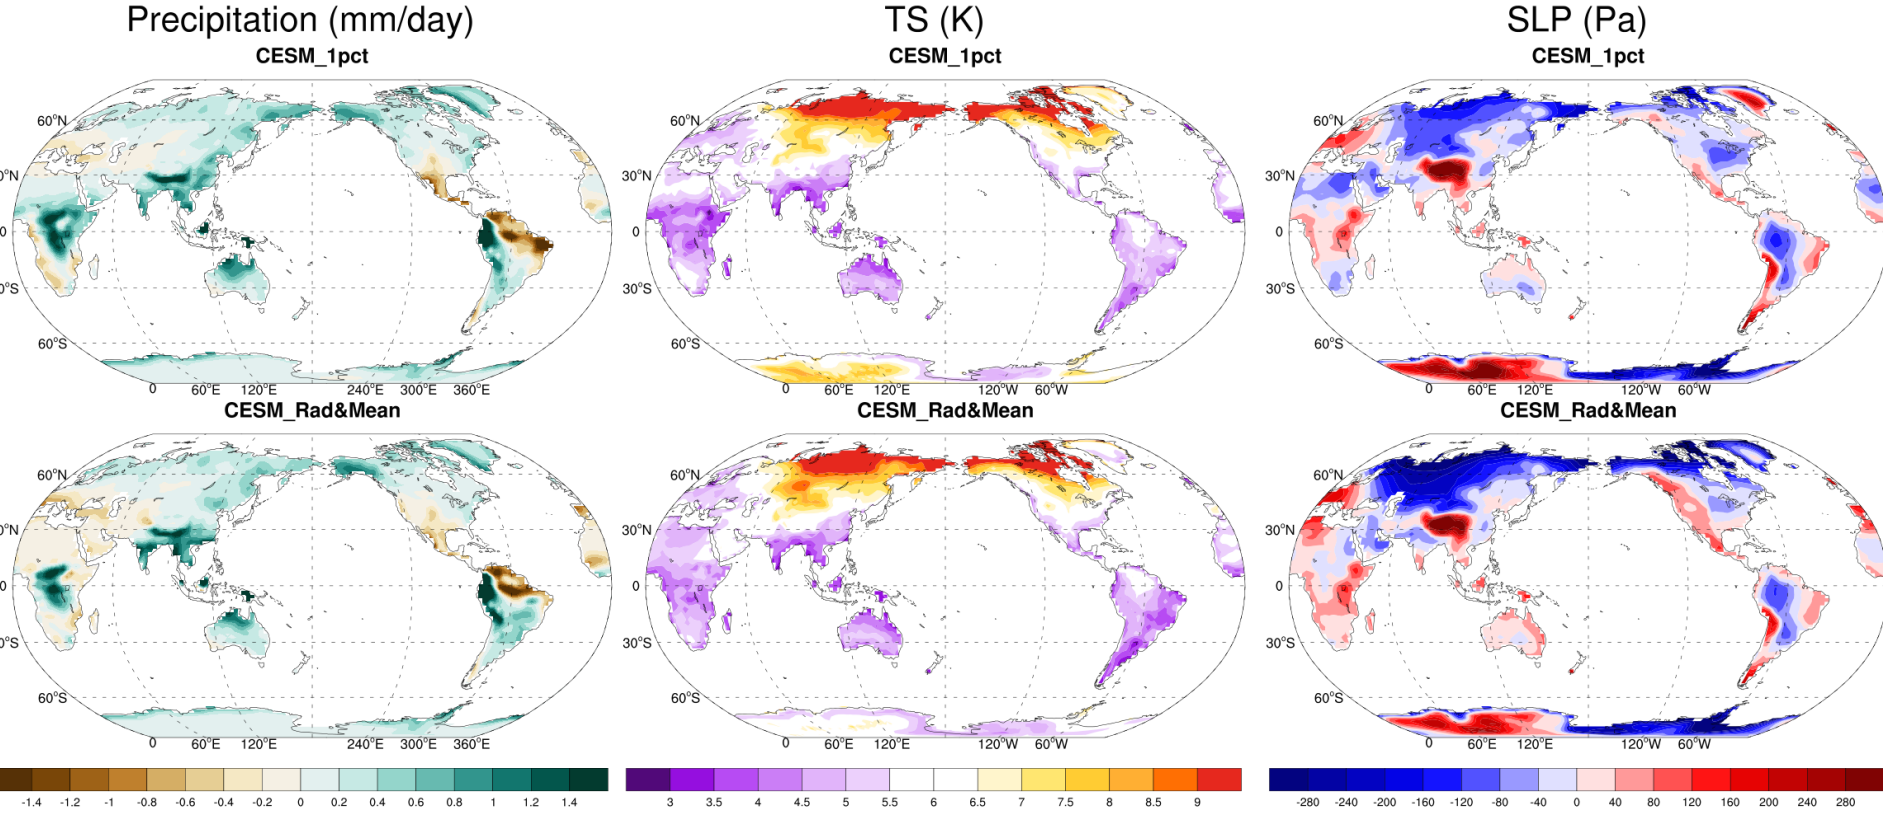 Precipitation (mm/day) TS (K) SLP (Pa)
CESM_1pct CESM_1pct CESM_1pct
60°N 60°N 60°N
0°N 30°N 30°N
0 0 0
0°S 30°S 30°S
60°S 60°S 60°S
0 60°E 120°E 240°E 300°E 360°E 0 60°E 120°E 120°W 60°W 0 60°E 120°E 120°W 60°W
CESM_Rad&Mean CESM_Rad&Mean CESM_Rad&Mean
60°N 60°N 60°N
0°N 30°N 30°N
0 0 0
0°S 30°S 30°S
60°S 60°S 60°S
0 60°E 120°E 240°E 300°E 360°E 0 60°E 120°E 120°W 60°W 0 60°E 120°E 120°W 60°W
-1.4 -1.2 -1 -0.8 -0.6 -0.4 -0.2 0 0.2 0.4 0.6 0.8 1 1.2 1.4 3 3.5 4 4.5 5 5.5 6 6.5 7 7.5 8 8.5 9 -280 -240 -200 -160 -120 -80 -40 0 40 80 120 160 200 240 280